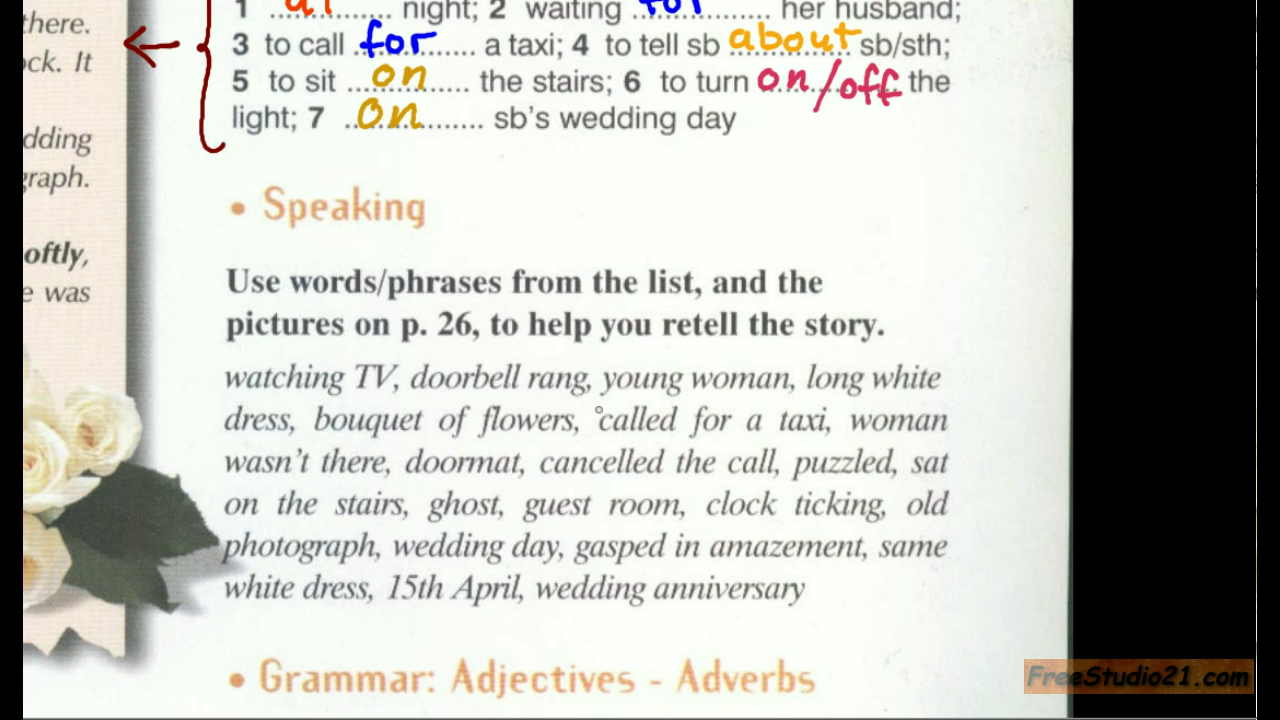 there.
ock. It
dding
graph.
oftly,
e was
1 at night; 2 waiting for her husband;
3 to call for a taxi; 4 to tell sb about sb/sth;
5 to sit on the stairs; 6 to turn on/off the
light; 7 on sb's wedding day
• Speaking
Use words/phrases from the list, and the
pictures on p. 26, to help you retell the story.
watching TV, doorbell rang, young woman, long white
dress, bouquet of flowers, called for a taxi, woman
wasn't there, doormat, cancelled the call, puzzled, sat
on the stairs, ghost, guest room, clock ticking, old
photograph, wedding day, gasped in amazement, same
white dress, 15th April, wedding anniversary
• Grammar: Adjectives - Adverbs
FreeStudio21.com